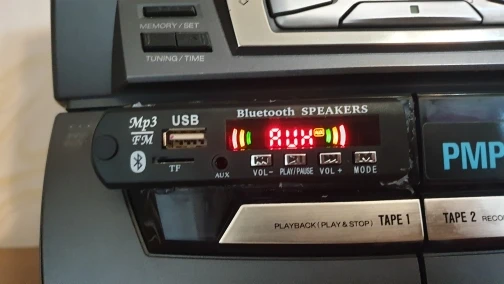 MEMORY/SET
TUNING/TIME
Bluetooth SPEAKERS
Mp3
FM
USB
AUX
TF
AUX
VOL-
PLAY/PAUSE
VOL+
MODE
PMP
PLAYBACK (PLAY & STOP) TAPE 1
TAPE 2